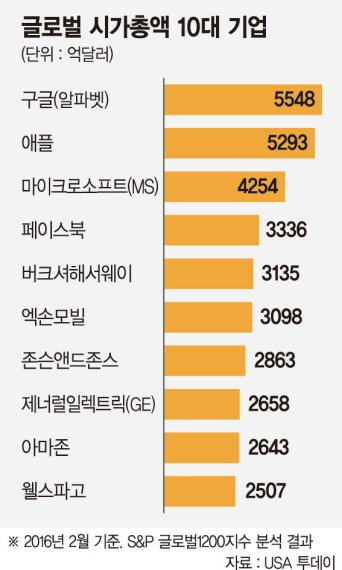 글로벌 시가총액 10대 기업
(단위 : 억달러)
구글(알파벳) 5548
애플 5293
마이크로소프트(MS) 4254
페이스북 3336
버크셔해서웨이 3135
엑손모빌 3098
존슨앤드존스 2863
제너럴일렉트릭(GE) 2658
아마존 2643
웰스파고 2507
※ 2016년 2월 기준. S&P 글로벌1200지수 분석 결과
자료 : USA 투데이